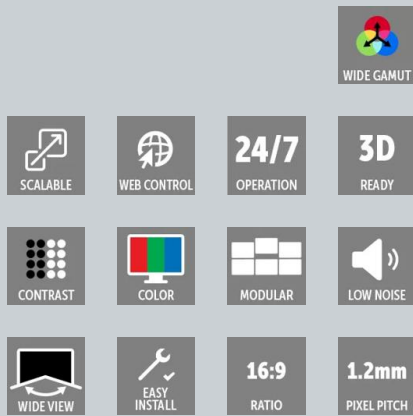 WIDE GAMUT
SCALABLE
WEB CONTROL
24/7
OPERATION
3D
READY
CONTRAST
COLOR
MODULAR
LOW NOISE
WIDE VIEW
EASY
INSTALL
16:9
RATIO
1.2mm
PIXEL PITCH